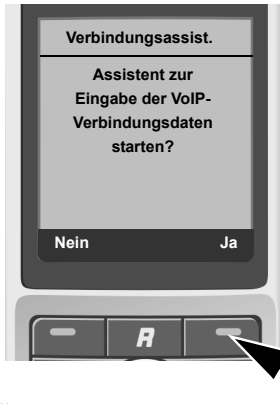 Verbindungsassist.
Assistent zur
Eingabe der VoIP-
Verbindungsdaten
starten?
Nein Ja
R